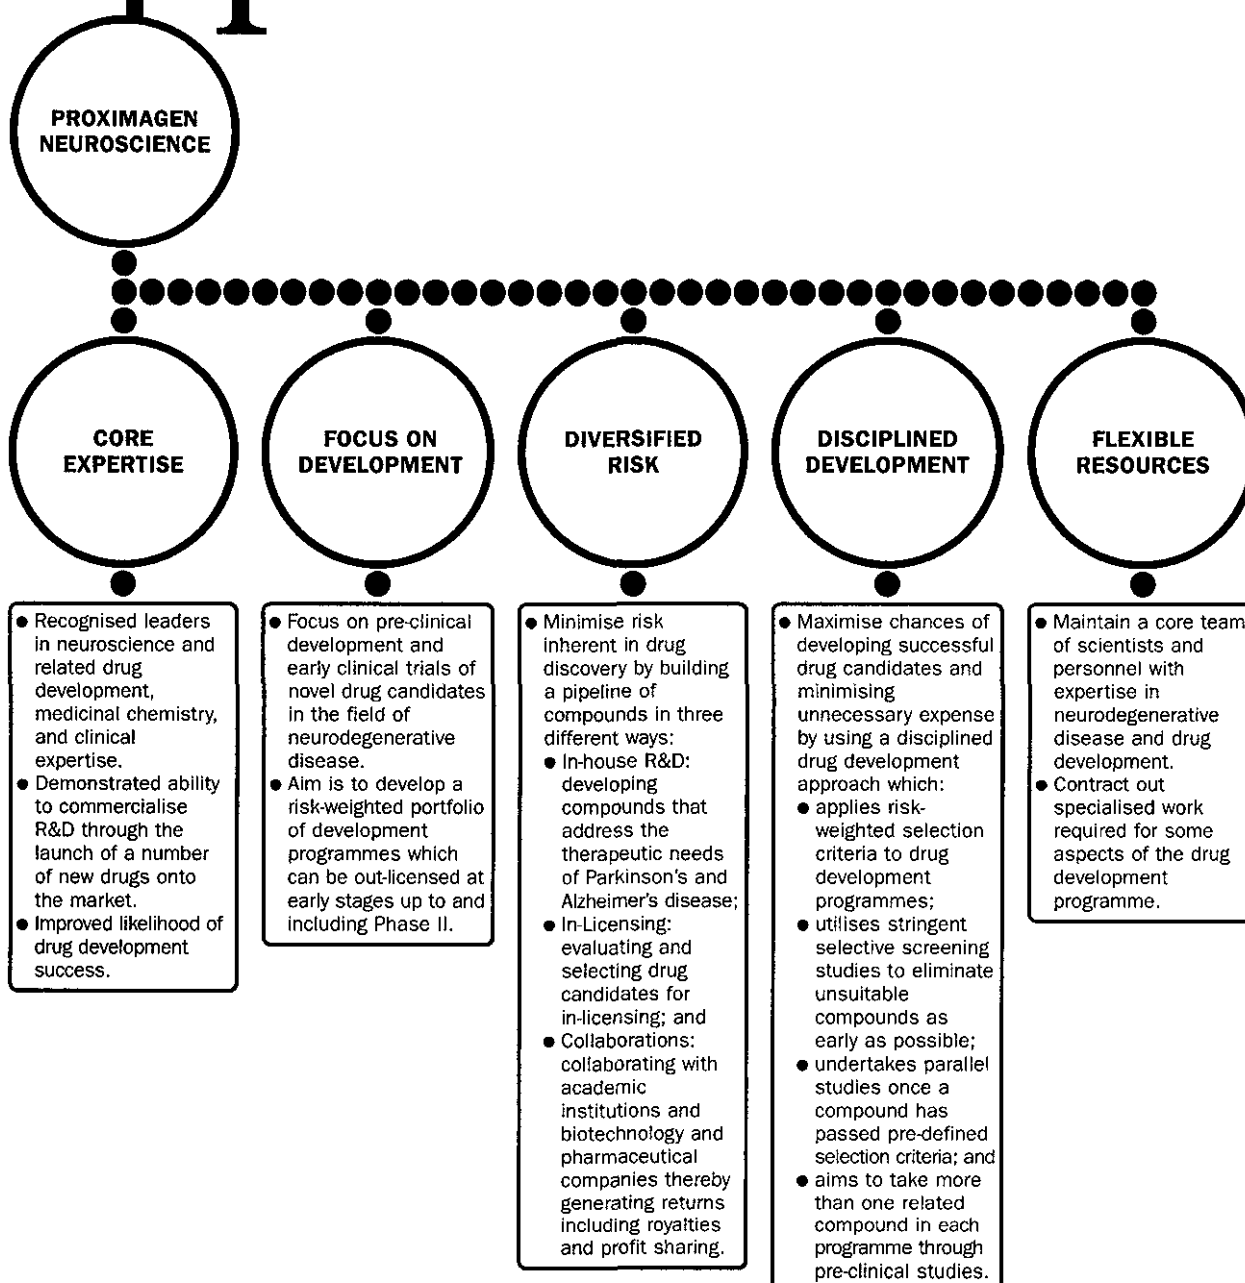 PROXIMAGEN
NEUROSCIENCE
CORE
EXPERTISE
FOCUS ON
DEVELOPMENT
DIVERSIFIED
RISK
DISCIPLINED
DEVELOPMENT
FLEXIBLE
RESOURCES
● Recognised leaders
in neuroscience and
related drug
development,
medicinal chemistry,
and clinical
expertise.
● Demonstrated ability
to commercialise
R&D through the
launch of a number
of new drugs onto
the market.
● Improved likelihood of
drug development
success.
● Focus on pre-clinical
development and
early clinical trials of
novel drug candidates
in the field of
neurodegenerative
disease.
● Aim is to develop a
risk-weighted portfolio
of development
programmes which
can be out-licensed at
early stages up to and
including Phase II.
● Minimise risk
inherent in drug
discovery by building
a pipeline of
compounds in three
different ways:
● In-house R&D:
developing
compounds that
address the
therapeutic needs
of Parkinson's and
Alzheimer's disease;
● In-Licensing:
evaluating and
selecting drug
candidates for
in-licensing; and
● Collaborations:
collaborating with
academic
institutions and
biotechnology and
pharmaceutical
companies thereby
generating returns
including royalties
and profit sharing.
● Maximise chances of
developing successful
drug candidates and
minimising
unnecessary expense
by using a disciplined
drug development
approach which:
● applies risk-
weighted selection
criteria to drug
development
programmes;
● utilises stringent
selective screening
studies to eliminate
unsuitable
compounds as
early as possible;
● undertakes parallel
studies once a
compound has
passed pre-defined
selection criteria; and
● aims to take more
than one related
compound in each
programme through
pre-clinical studies.
● Maintain a core team
of scientists and
personnel with
expertise in
neurodegenerative
disease and drug
development.
● Contract out
specialised work
required for some
aspects of the drug
development
programme.